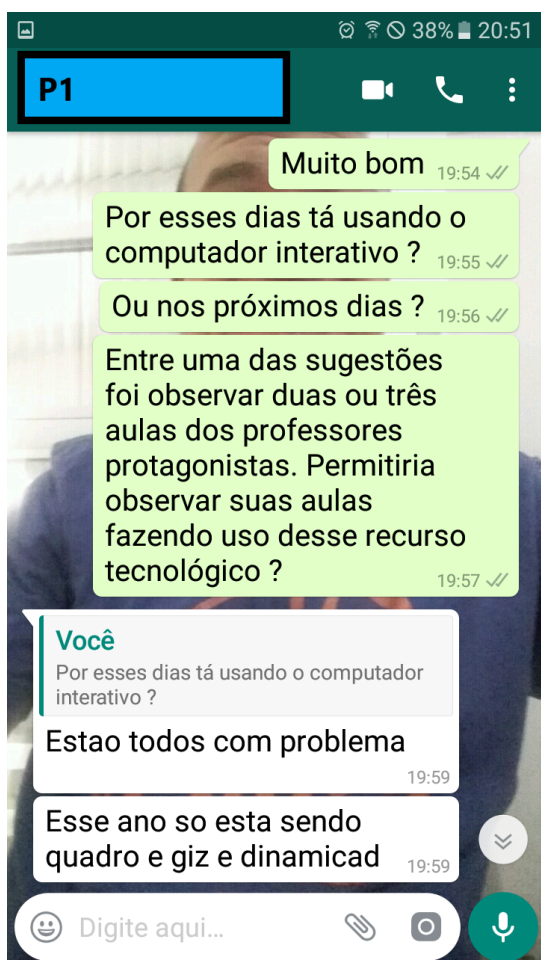 38% 20:51
P1
Muito bom 19:54
Por esses dias tá usando o
computador interativo ? 19:55
Ou nos próximos dias ? 19:56
Entre uma das sugestões
foi observar duas ou três
aulas dos professores
protagonistas. Permitiria
observar suas aulas
fazendo uso desse recurso
tecnológico ? 19:57
Você
Por esses dias tá usando o computador
interativo ?
Estao todos com problema
19:59
Esse ano so esta sendo
quadro e giz e dinamicad 19:59
Digite aqui...